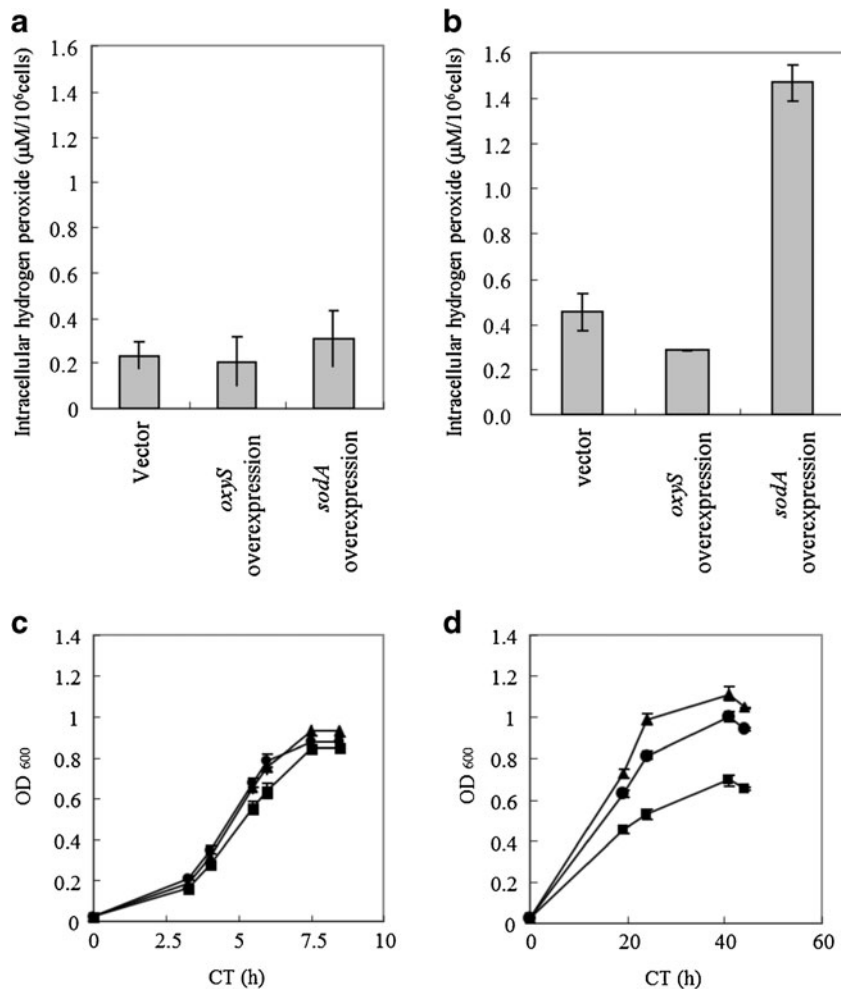 a
Intracellular hydrogen peroxide (µM/10⁶cells)
1.6
1.4
1.2
1
0.8
0.6
0.4
0.2
0
Vector
oxyS
overexpression
sodA
overexpression
b
Intracellular hydrogen peroxide (µM/10⁶cells)
1.6
1.4
1.2
1.0
0.8
0.6
0.4
0.2
0.0
vector
oxyS
overexpression
sodA
overexpression
c
OD 600
1.4
1.2
1
0.8
0.6
0.4
0.2
0
0
2.5
5
7.5
10
CT (h)
d
OD 600
1.4
1.2
1
0.8
0.6
0.4
0.2
0
0
20
40
60
CT (h)